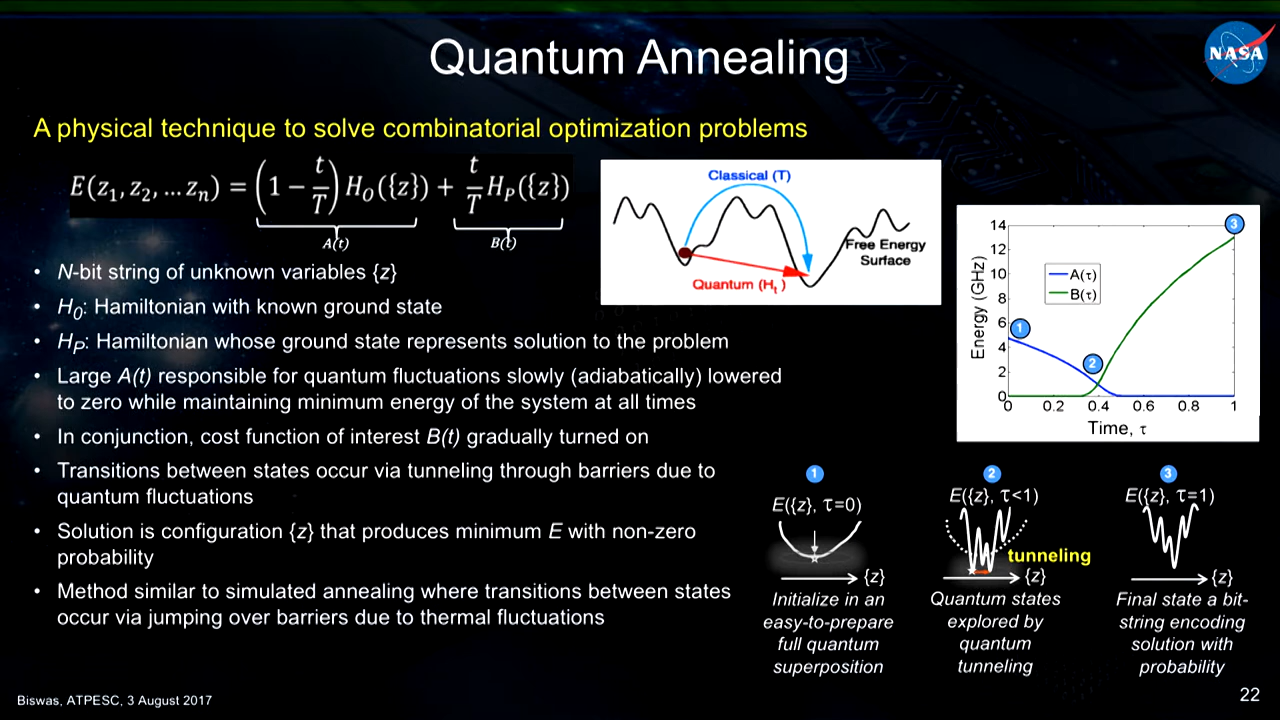 Quantum Annealing
NASA
A physical technique to solve combinatorial optimization problems
E(z₁, z₂, … zₙ) = (1 − t/T) H_O({z}) + t/T H_P({z})
A(t)
B(t)
Classical (T)
Free Energy
Surface
Quantum (Hₜ)
• N-bit string of unknown variables {z}
• H₀: Hamiltonian with known ground state
• H_P: Hamiltonian whose ground state represents solution to the problem
• Large A(t) responsible for quantum fluctuations slowly (adiabatically) lowered
to zero while maintaining minimum energy of the system at all times
• In conjunction, cost function of interest B(t) gradually turned on
• Transitions between states occur via tunneling through barriers due to
quantum fluctuations
• Solution is configuration {z} that produces minimum E with non-zero
probability
• Method similar to simulated annealing where transitions between states
occur via jumping over barriers due to thermal fluctuations
Energy (GHz)
14
12
10
8
6
4
2
0
A(τ)
B(τ)
1
2
3
0 0.2 0.4 0.6 0.8 1
Time, τ
1
E({z}, τ=0)
{z}
Initialize in an
easy-to-prepare
full quantum
superposition
2
E({z}, τ<1)
tunneling
{z}
Quantum states
explored by
quantum
tunneling
3
E({z}, τ=1)
{z}
Final state a bit-
string encoding
solution with
probability
Biswas, ATPESC, 3 August 2017
22